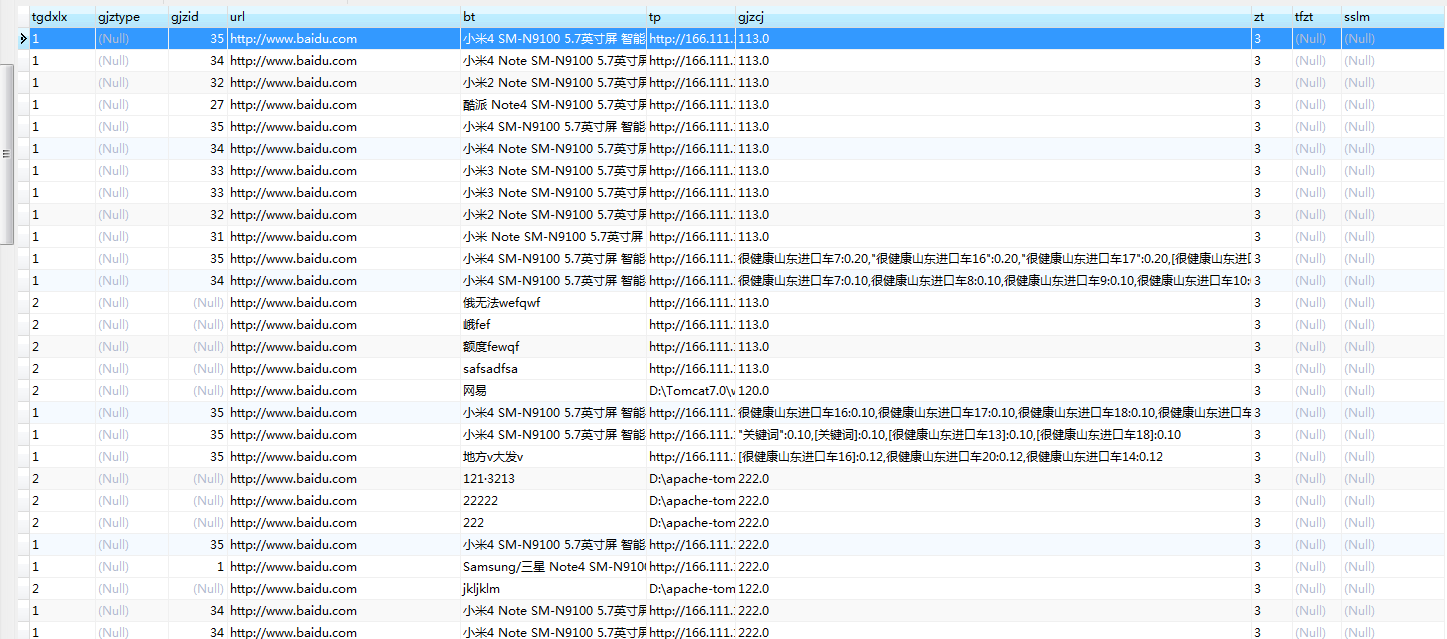 tgdxlx gjztype gjzid url bt tp gjzcj zt tfzt sslm
1 (Null) 35 http://www.baidu.com 小米4 SM-N9100 5.7英寸屏 智能 http://166.111. 113.0 3 (Null) (Null)
1 (Null) 34 http://www.baidu.com 小米4 Note SM-N9100 5.7英寸屏 http://166.111. 113.0 3 (Null) (Null)
1 (Null) 32 http://www.baidu.com 小米2 Note SM-N9100 5.7英寸屏 http://166.111. 113.0 3 (Null) (Null)
1 (Null) 27 http://www.baidu.com 酷派 Note4 SM-N9100 5.7英寸屏 http://166.111. 113.0 3 (Null) (Null)
1 (Null) 35 http://www.baidu.com 小米4 SM-N9100 5.7英寸屏 智能 http://166.111. 113.0 3 (Null) (Null)
1 (Null) 34 http://www.baidu.com 小米4 Note SM-N9100 5.7英寸屏 http://166.111. 113.0 3 (Null) (Null)
1 (Null) 33 http://www.baidu.com 小米3 Note SM-N9100 5.7英寸屏 http://166.111. 113.0 3 (Null) (Null)
1 (Null) 33 http://www.baidu.com 小米3 Note SM-N9100 5.7英寸屏 http://166.111. 113.0 3 (Null) (Null)
1 (Null) 32 http://www.baidu.com 小米2 Note SM-N9100 5.7英寸屏 http://166.111. 113.0 3 (Null) (Null)
1 (Null) 31 http://www.baidu.com 小米 Note SM-N9100 5.7英寸屏 http://166.111. 113.0 3 (Null) (Null)
1 (Null) 35 http://www.baidu.com 小米4 SM-N9100 5.7英寸屏 智能 http://166.111. 很健康山东进口车7:0.20,"很健康山东进口车16":0.20,"很健康山东进口车17":0.20,[很健康山东进口 3 (Null) (Null)
1 (Null) 34 http://www.baidu.com 小米4 SM-N9100 5.7英寸屏 智能 http://166.111. 很健康山东进口车7:0.10,很健康山东进口车8:0.10,很健康山东进口车9:0.10,很健康山东进口车10: 3 (Null) (Null)
2 (Null) (Null) http://www.baidu.com 俄无法wefqwf http://166.111. 113.0 3 (Null) (Null)
2 (Null) (Null) http://www.baidu.com 峨fef http://166.111. 113.0 3 (Null) (Null)
2 (Null) (Null) http://www.baidu.com 额度fewqf http://166.111. 113.0 3 (Null) (Null)
2 (Null) (Null) http://www.baidu.com safsadfsa http://166.111. 113.0 3 (Null) (Null)
2 (Null) (Null) http://www.baidu.com 网易 D:\Tomcat7.0\ 120.0 3 (Null) (Null)
1 (Null) 35 http://www.baidu.com 小米4 SM-N9100 5.7英寸屏 智能 http://166.111. 很健康山东进口车16:0.10,很健康山东进口车17:0.10,很健康山东进口车18:0.10,很健康山东进口车 3 (Null) (Null)
1 (Null) 35 http://www.baidu.com 小米4 SM-N9100 5.7英寸屏 智能 http://166.111. "关键词":0.10,[关键词]:0.10,[很健康山东进口车13]:0.10,[很健康山东进口车18]:0.10 3 (Null) (Null)
1 (Null) 35 http://www.baidu.com 地方v大发v http://166.111. [很健康山东进口车16]:0.12,很健康山东进口车20:0.12,很健康山东进口车14:0.12 3 (Null) (Null)
2 (Null) (Null) http://www.baidu.com 121·3213 D:\apache-tom 222.0 3 (Null) (Null)
2 (Null) (Null) http://www.baidu.com 22222 D:\apache-tom 222.0 3 (Null) (Null)
2 (Null) (Null) http://www.baidu.com 222 D:\apache-tom 222.0 3 (Null) (Null)
1 (Null) 35 http://www.baidu.com 小米4 SM-N9100 5.7英寸屏 智能 http://166.111. 222.0 3 (Null) (Null)
1 (Null) 1 http://www.baidu.com Samsung/三星 Note4 SM-N910 http://166.111. 222.0 3 (Null) (Null)
2 (Null) (Null) http://www.baidu.com jkljklm D:\apache-tom 122.0 3 (Null) (Null)
1 (Null) 34 http://www.baidu.com 小米4 Note SM-N9100 5.7英寸屏 http://166.111. 222.0 3 (Null) (Null)
1 (Null) 34 http://www.baidu.com 小米4 Note SM-N9100 5.7英寸屏 http://166.111. 222.0 3 (Null) (Null)